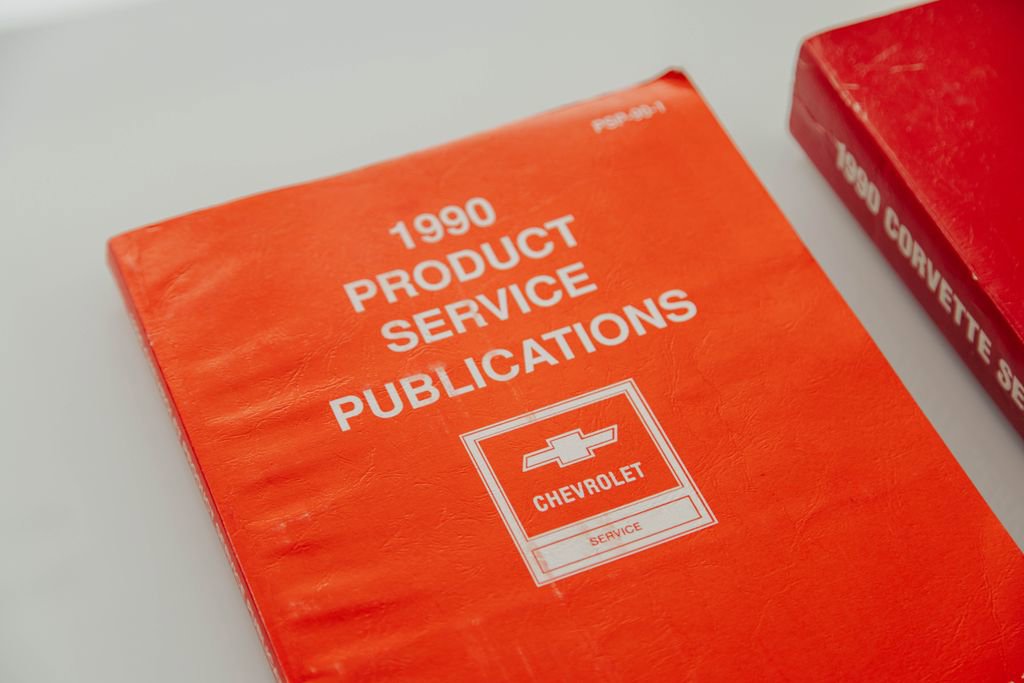 PSP-90-1
1990
PRODUCT
SERVICE
PUBLICATIONS
CHEVROLET
SERVICE
1990 CORVETTE SE